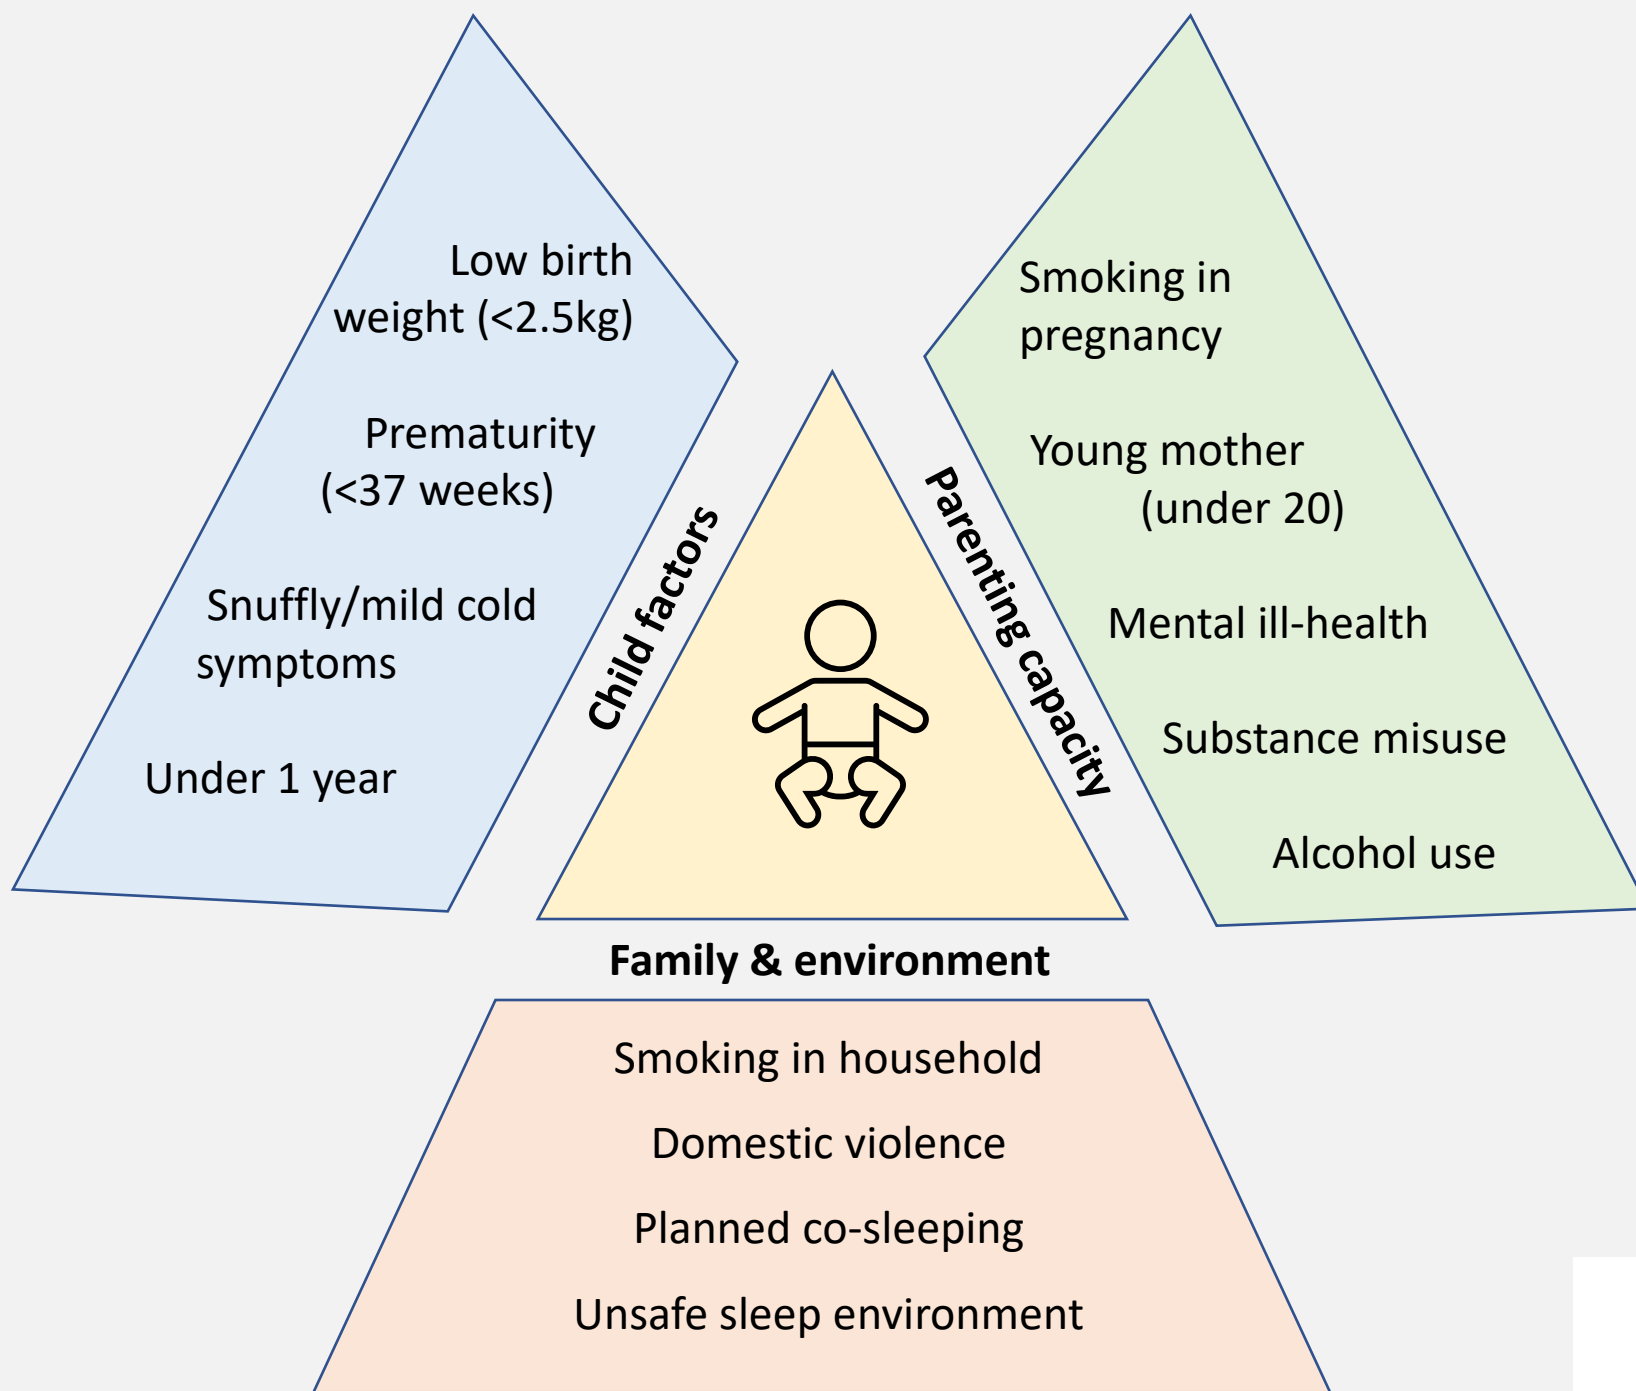 Low birth
weight (<2.5kg)
Prematurity
(<37 weeks)
Snuffly/mild cold
symptoms
Under 1 year
Child factors
Parenting capacity
Smoking in
pregnancy
Young mother
(under 20)
Mental ill-health
Substance misuse
Alcohol use
Family & environment
Smoking in household
Domestic violence
Planned co-sleeping
Unsafe sleep environment